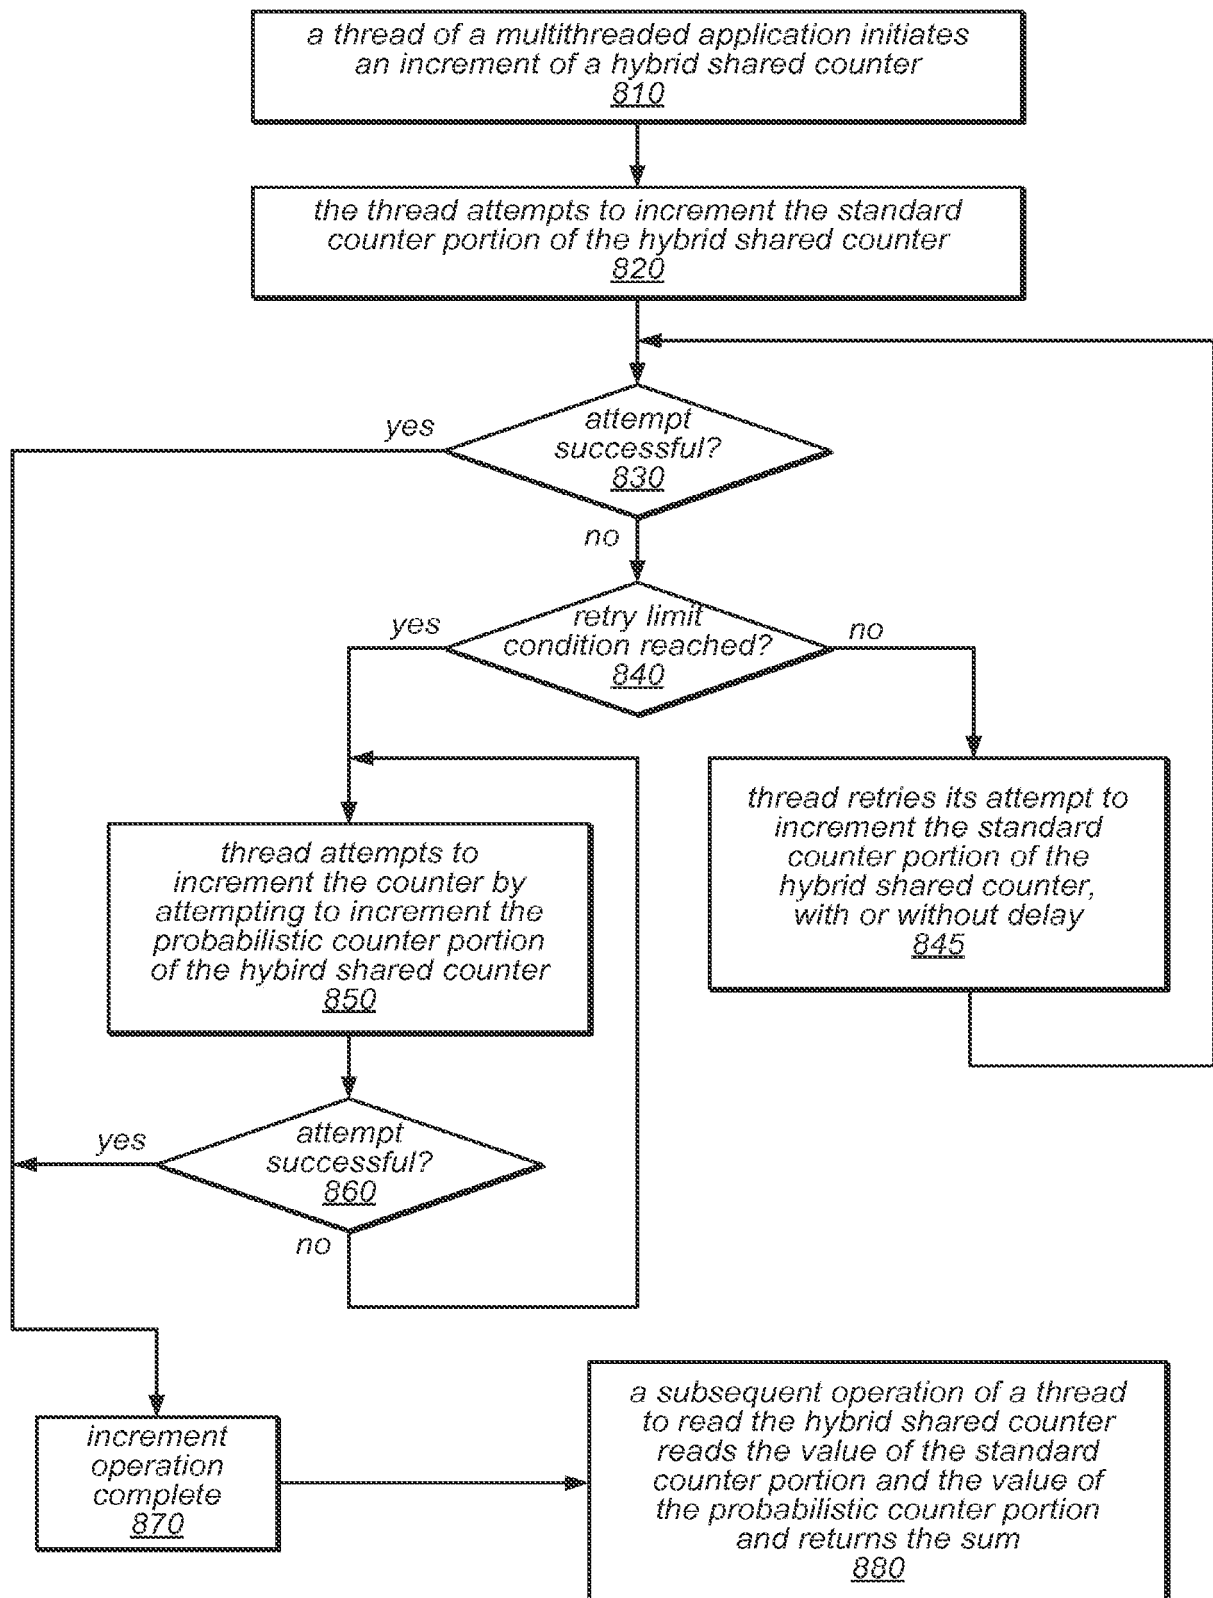 a thread of a multithreaded application initiates
an increment of a hybrid shared counter
810
the thread attempts to increment the standard
counter portion of the hybrid shared counter
820
yes
attempt
successful?
830
no
yes
retry limit
condition reached?
840
no
thread attempts to
increment the counter by
attempting to increment the
probabilistic counter portion
of the hybird shared counter
850
thread retries its attempt to
increment the standard
counter portion of the
hybrid shared counter,
with or without delay
845
yes
attempt
successful?
860
no
increment
operation
complete
870
a subsequent operation of a thread
to read the hybrid shared counter
reads the value of the standard
counter portion and the value of
the probabilistic counter portion
and returns the sum
880